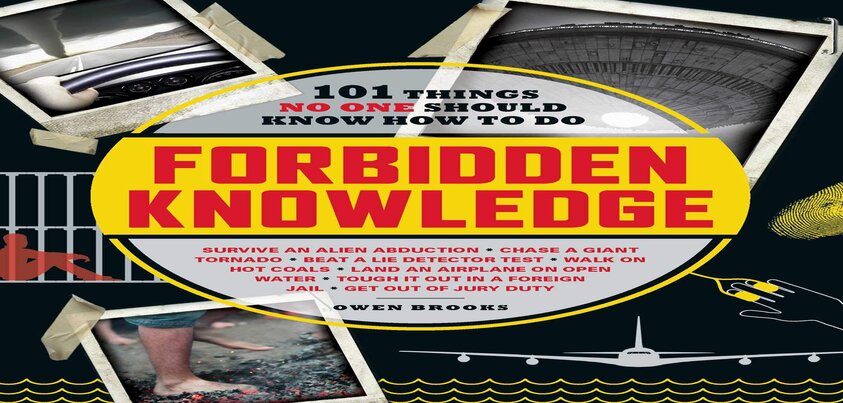 101 THINGS
NO ONE SHOULD
KNOW HOW TO DO
FORBIDDEN
KNOWLEDGE
SURVIVE AN ALIEN ABDUCTION * CHASE A GIANT
TORNADO * BEAT A LIE DETECTOR TEST * WALK ON
HOT COALS * LAND AN AIRPLANE ON OPEN
WATER * TOUGH IT OUT IN A FOREIGN
JAIL * GET OUT OF JURY DUTY
OWEN BROOKS